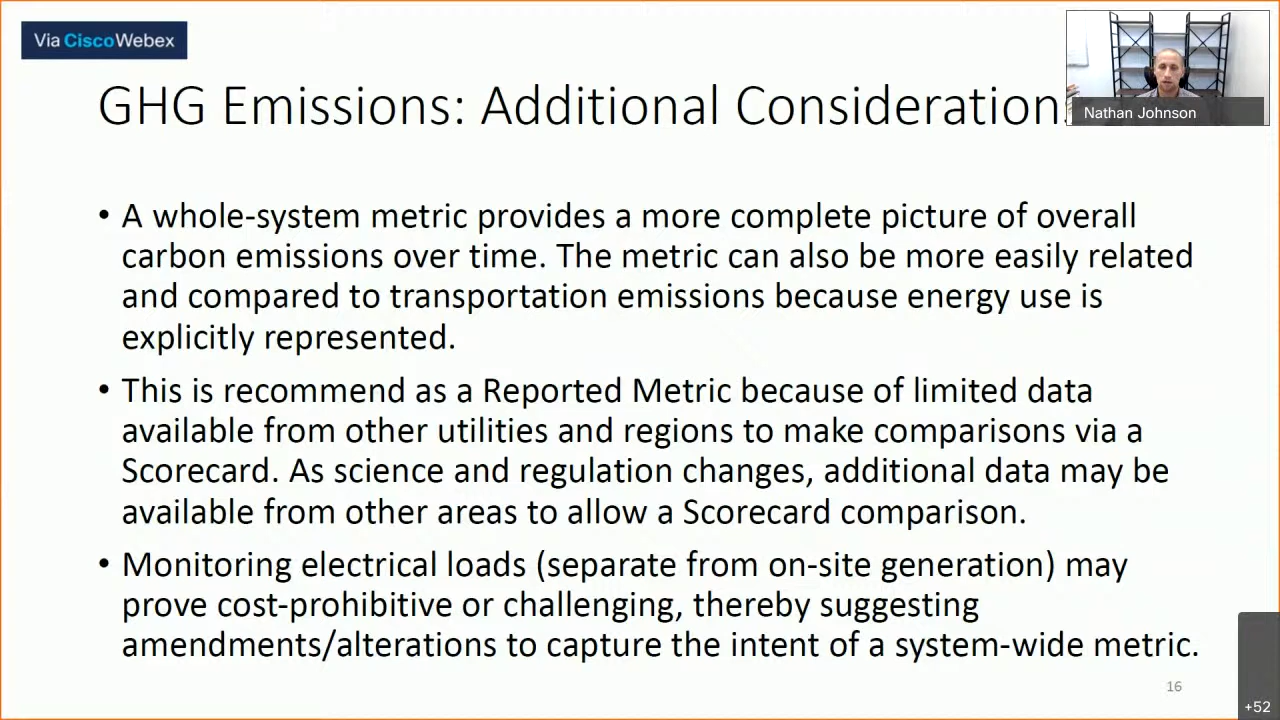 Via CiscoWebex
GHG Emissions: Additional Considerations
Nathan Johnson
• A whole-system metric provides a more complete picture of overall
carbon emissions over time. The metric can also be more easily related
and compared to transportation emissions because energy use is
explicitly represented.
• This is recommend as a Reported Metric because of limited data
available from other utilities and regions to make comparisons via a
Scorecard. As science and regulation changes, additional data may be
available from other areas to allow a Scorecard comparison.
• Monitoring electrical loads (separate from on-site generation) may
prove cost-prohibitive or challenging, thereby suggesting
amendments/alterations to capture the intent of a system-wide metric.
16
+52